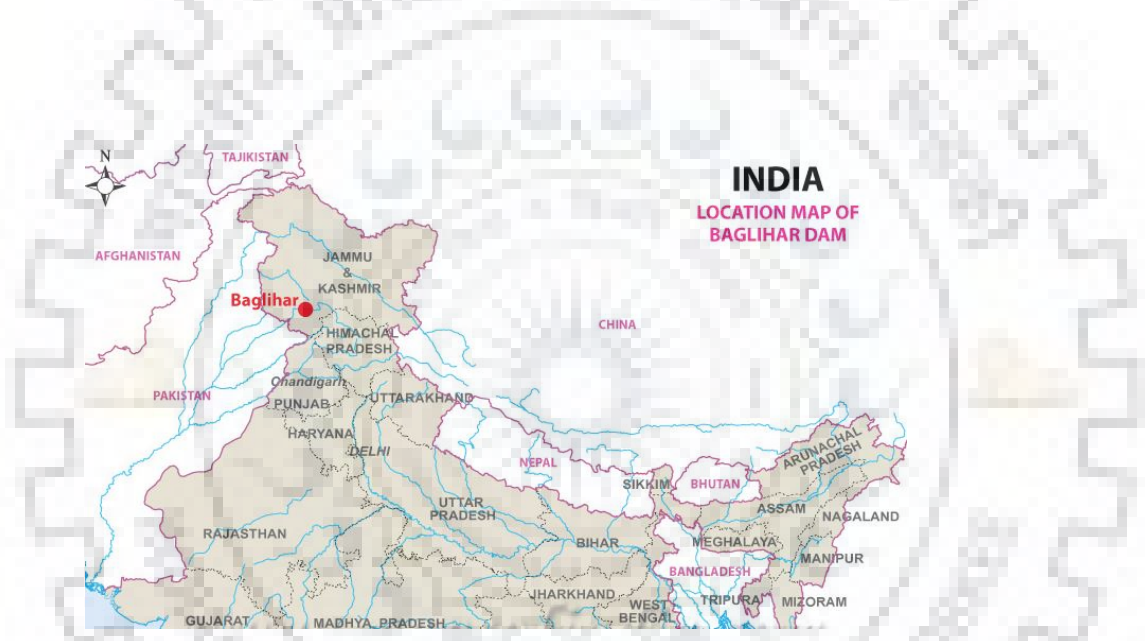 N
TAJIKISTAN
INDIA
LOCATION MAP OF
BAGLIHAR DAM
AFGHANISTAN
JAMMU
&
KASHMIR
Baglihar
CHINA
HIMACHAL
PRADESH
Chandigarh
PAKISTAN
UTTARAKHAND
PUNJAB
HARYANA
DELHI
NEPAL
ARUNACHAL
PRADESH
SIKKIM
BHUTAN
UTTAR
PRADESH
ASSAM
NAGALAND
RAJASTHAN
BIHAR
MEGHALAYA
MANIPUR
BANGLADESH
JHARKHAND
WEST
BENGAL
TRIPURA
MIZORAM
GUJARAT
MADHYA PRADESH